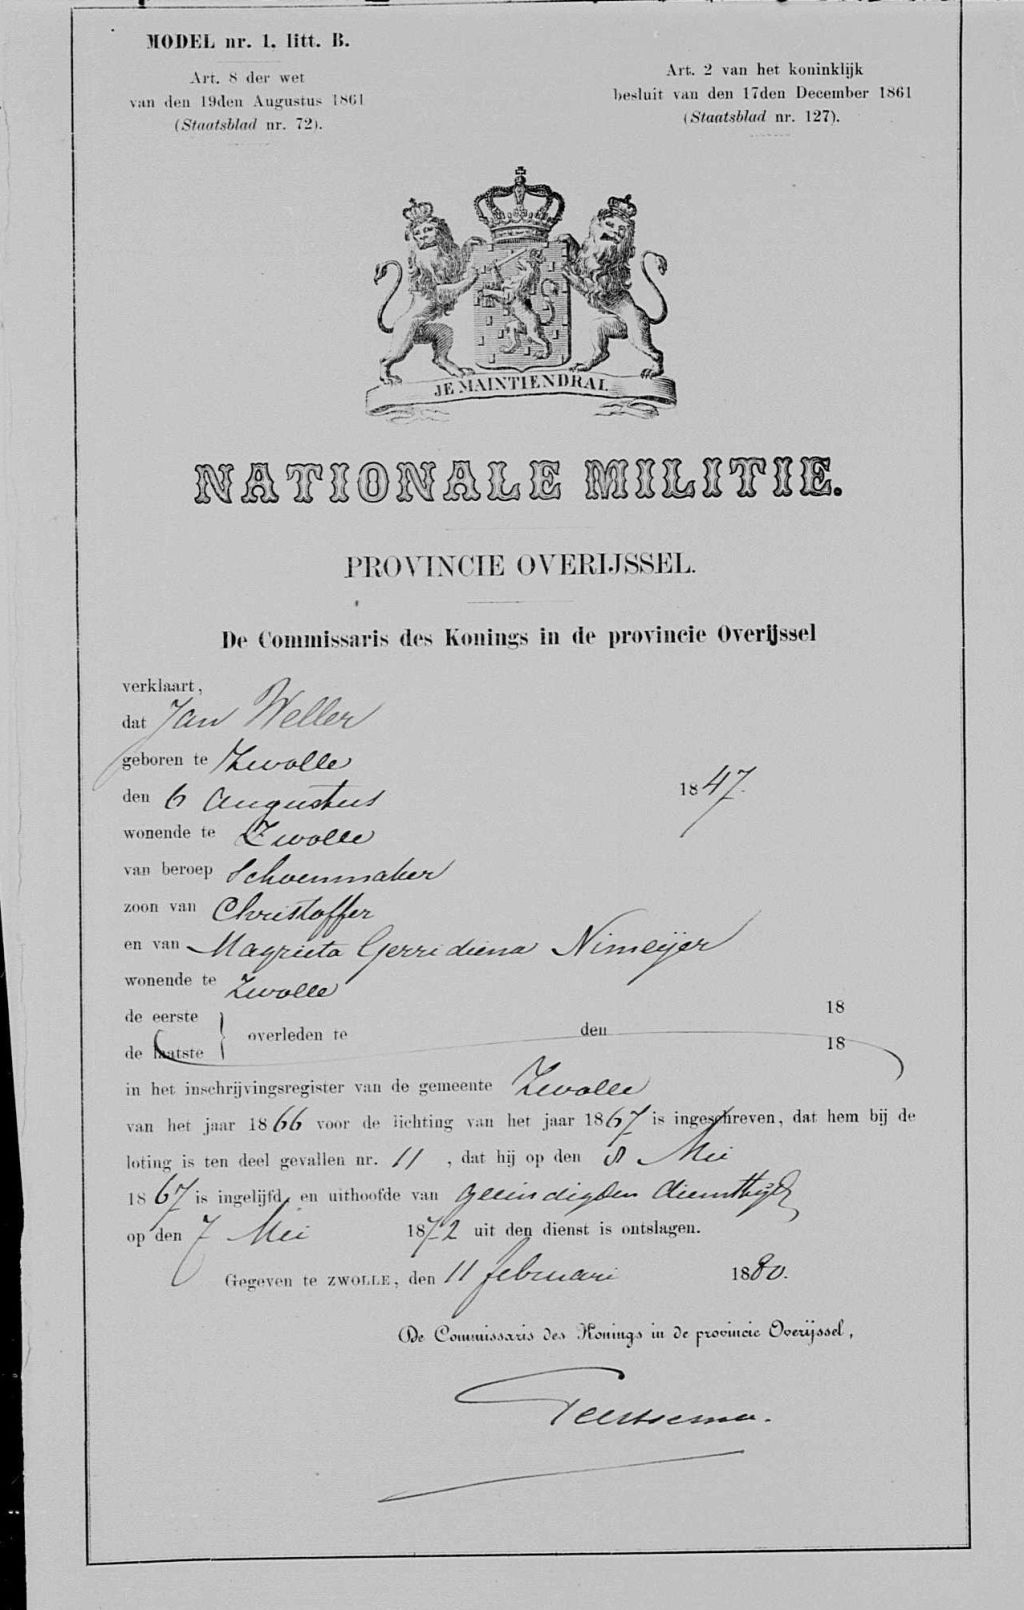 MODEL nr. 1. litt. B.
Art. 8 der wet
van den 19den Augustus 1861
(Staatsblad nr. 72).
Art. 2 van het koninklijk
besluit van den 17den December 1861
(Staatsblad nr. 127).
JE MAINTIENDRAI.
NATIONALE MILITIE.
PROVINCIE OVERIJSSEL.
De Commissaris des Konings in de provincie Overijssel
verklaart,
dat Jan Weller
geboren te Zwolle
den 6 Augustus 1847.
wonende te Zwolle
van beroep Schoenmaker
zoon van Christoffer
en van Magrieta Gerridiena Nimeijer
wonende te Zwolle
de eerste 18
overleden te den
de laatste 18
in het inschrijvingsregister van de gemeente Zwolle
van het jaar 1866 voor de lichting van het jaar 1867 is ingeschreven, dat hem bij de
loting is ten deel gevallen nr. 11, dat hij op den 8 Mei
1867 is ingelijfd, en uithoofde van geëindigden diensttijd
op den 7 Mei 1872 uit den dienst is ontslagen.
Gegeven te ZWOLLE, den 11 februari 1880.
De Commissaris des Konings in de provincie Overijssel,